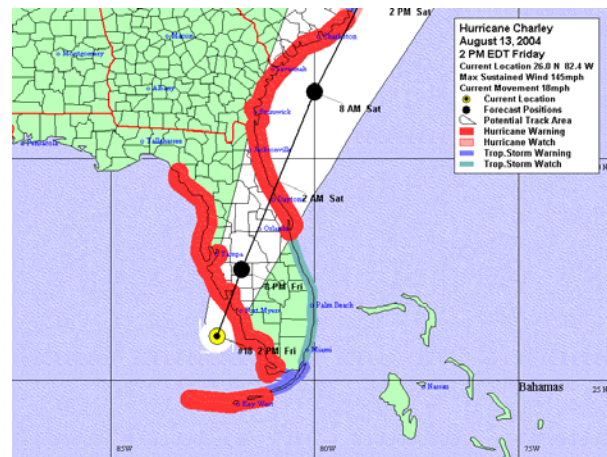 2 PM Sat
Hurricane Charley
August 13, 2004
2 PM EDT Friday
Current Location 26.0 N 82.4 W
Max Sustained Wind 145mph
Current Movement 18mph
Current Location
Forecast Positions
Potential Track Area
Hurricane Warning
Hurricane Watch
Trop.Storm Warning
Trop.Storm Watch
Macon
Charleston
Montgomery
Savannah
Albany
8 AM Sat
Brunswick
Pensacola
Tallahassee
Jacksonville
Daytona
2 AM Sat
Orlando
Tampa
8 PM Fri
Fort Myers
Palm Beach
#18 2 PM Fri
Miami
Nassau
Bahamas
25 N
Key West
85W
80W
75W